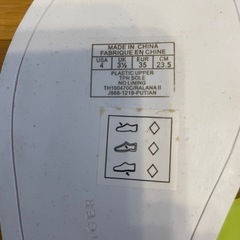 MADE IN CHINA
FABRIQUE EN CHINE
USA UK EUR CM
4 3½ 35 23.5
PLASTIC UPPER
TPR SOLE
NO LINING
TH100470C/RALANA II
J888-1219-PUTIAN